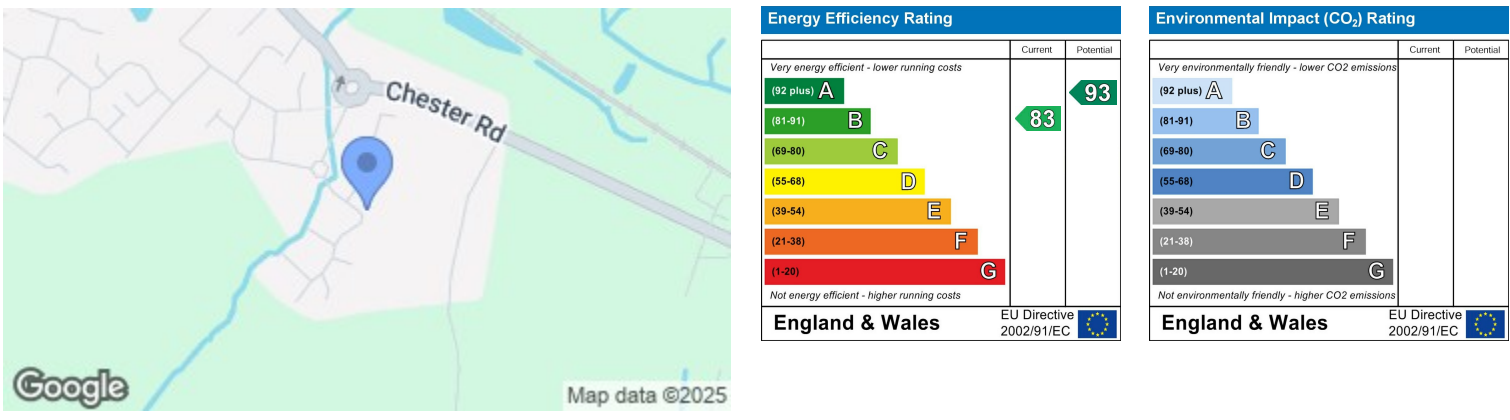 Chester Rd
Google
Map data ©2025
Energy Efficiency Rating
Current Potential
Very energy efficient - lower running costs
(92 plus) A
(81-91) B
(69-80) C
(55-68) D
(39-54) E
(21-38) F
(1-20) G
83
93
Not energy efficient - higher running costs
England & Wales
EU Directive
2002/91/EC
Environmental Impact (CO₂) Rating
Current Potential
Very environmentally friendly - lower CO2 emissions
(92 plus) A
(81-91) B
(69-80) C
(55-68) D
(39-54) E
(21-38) F
(1-20) G
Not environmentally friendly - higher CO2 emissions
England & Wales
EU Directive
2002/91/EC